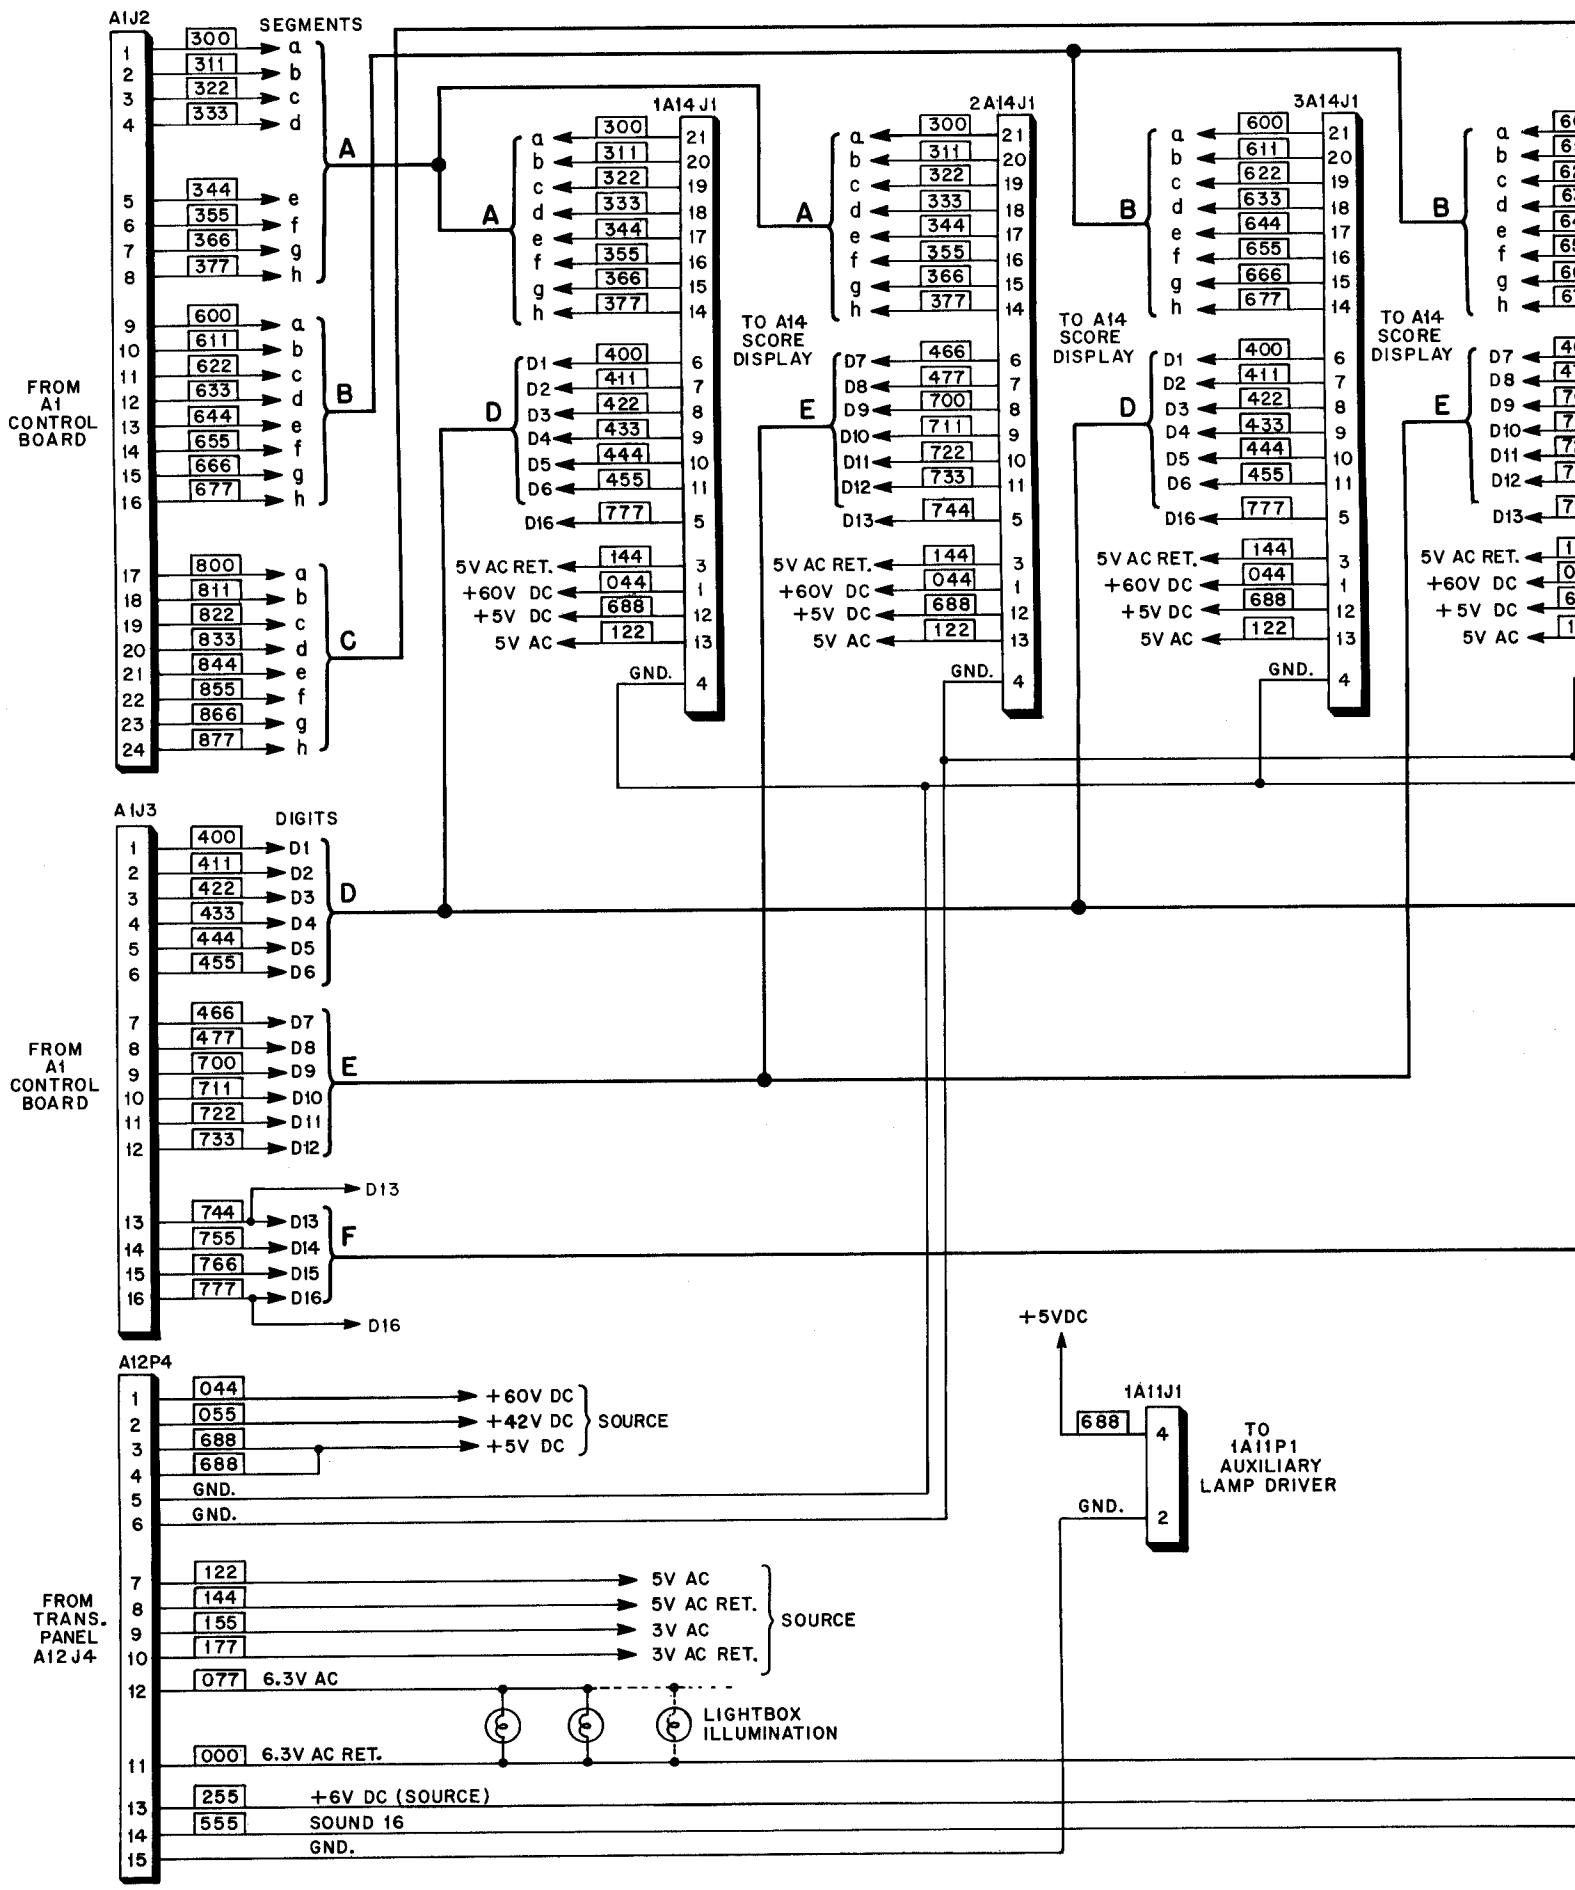 A1J2
SEGMENTS
1 300 a
2 311 b
3 322 c
4 333 d
A
5 344 e
6 355 f
7 366 g
8 377 h
9 600 a
10 611 b
11 622 c
12 633 d
13 644 e
14 655 f
15 666 g
16 677 h
B
FROM
A1
CONTROL
BOARD
17 800 a
18 811 b
19 822 c
20 833 d
21 844 e
22 855 f
23 866 g
24 877 h
C
1A14J1
A
a 300 21
b 311 20
c 322 19
d 333 18
e 344 17
f 355 16
g 366 15
h 377 14
D
D1 400 6
D2 411 7
D3 422 8
D4 433 9
D5 444 10
D6 455 11
D16 777 5
5V AC RET. 144 3
+60V DC 044 1
+5V DC 688 12
5V AC 122 13
GND. 4
TO A14
SCORE
DISPLAY
2A14J1
A
a 300 21
b 311 20
c 322 19
d 333 18
e 344 17
f 355 16
g 366 15
h 377 14
E
D7 466 6
D8 477 7
D9 700 8
D10 711 9
D11 722 10
D12 733 11
D13 744 5
5V AC RET. 144 3
+60V DC 044 1
+5V DC 688 12
5V AC 122 13
GND. 4
TO A14
SCORE
DISPLAY
3A14J1
B
a 600 21
b 611 20
c 622 19
d 633 18
e 644 17
f 655 16
g 666 15
h 677 14
D
D1 400 6
D2 411 7
D3 422 8
D4 433 9
D5 444 10
D6 455 11
D16 777 5
5V AC RET. 144 3
+60V DC 044 1
+5V DC 688 12
5V AC 122 13
GND. 4
TO A14
SCORE
DISPLAY
B
a
b
c
d
e
f
g
h
E
D7
D8
D9
D10
D11
D12
D13
5V AC RET.
+60V DC
+5V DC
5V AC
A1J3
DIGITS
1 400 D1
2 411 D2
3 422 D3
4 433 D4
5 444 D5
6 455 D6
D
7 466 D7
8 477 D8
9 700 D9
10 711 D10
11 722 D11
12 733 D12
E
FROM
A1
CONTROL
BOARD
D13
13 744 D13
14 755 D14
15 766 D15
16 777 D16
F
D16
A12P4
1 044 +60V DC
2 055 +42V DC
3 688 +5V DC
4 688
SOURCE
5 GND.
6 GND.
7 122 5V AC
8 144 5V AC RET.
9 155 3V AC
10 177 3V AC RET.
SOURCE
FROM
TRANS.
PANEL
A12J4
12 077 6.3V AC
LIGHTBOX
ILLUMINATION
11 000 6.3V AC RET.
13 255 +6V DC (SOURCE)
14 555 SOUND 16
15 GND.
+5VDC
1A11J1
688 4
GND. 2
TO
1A11P1
AUXILIARY
LAMP DRIVER